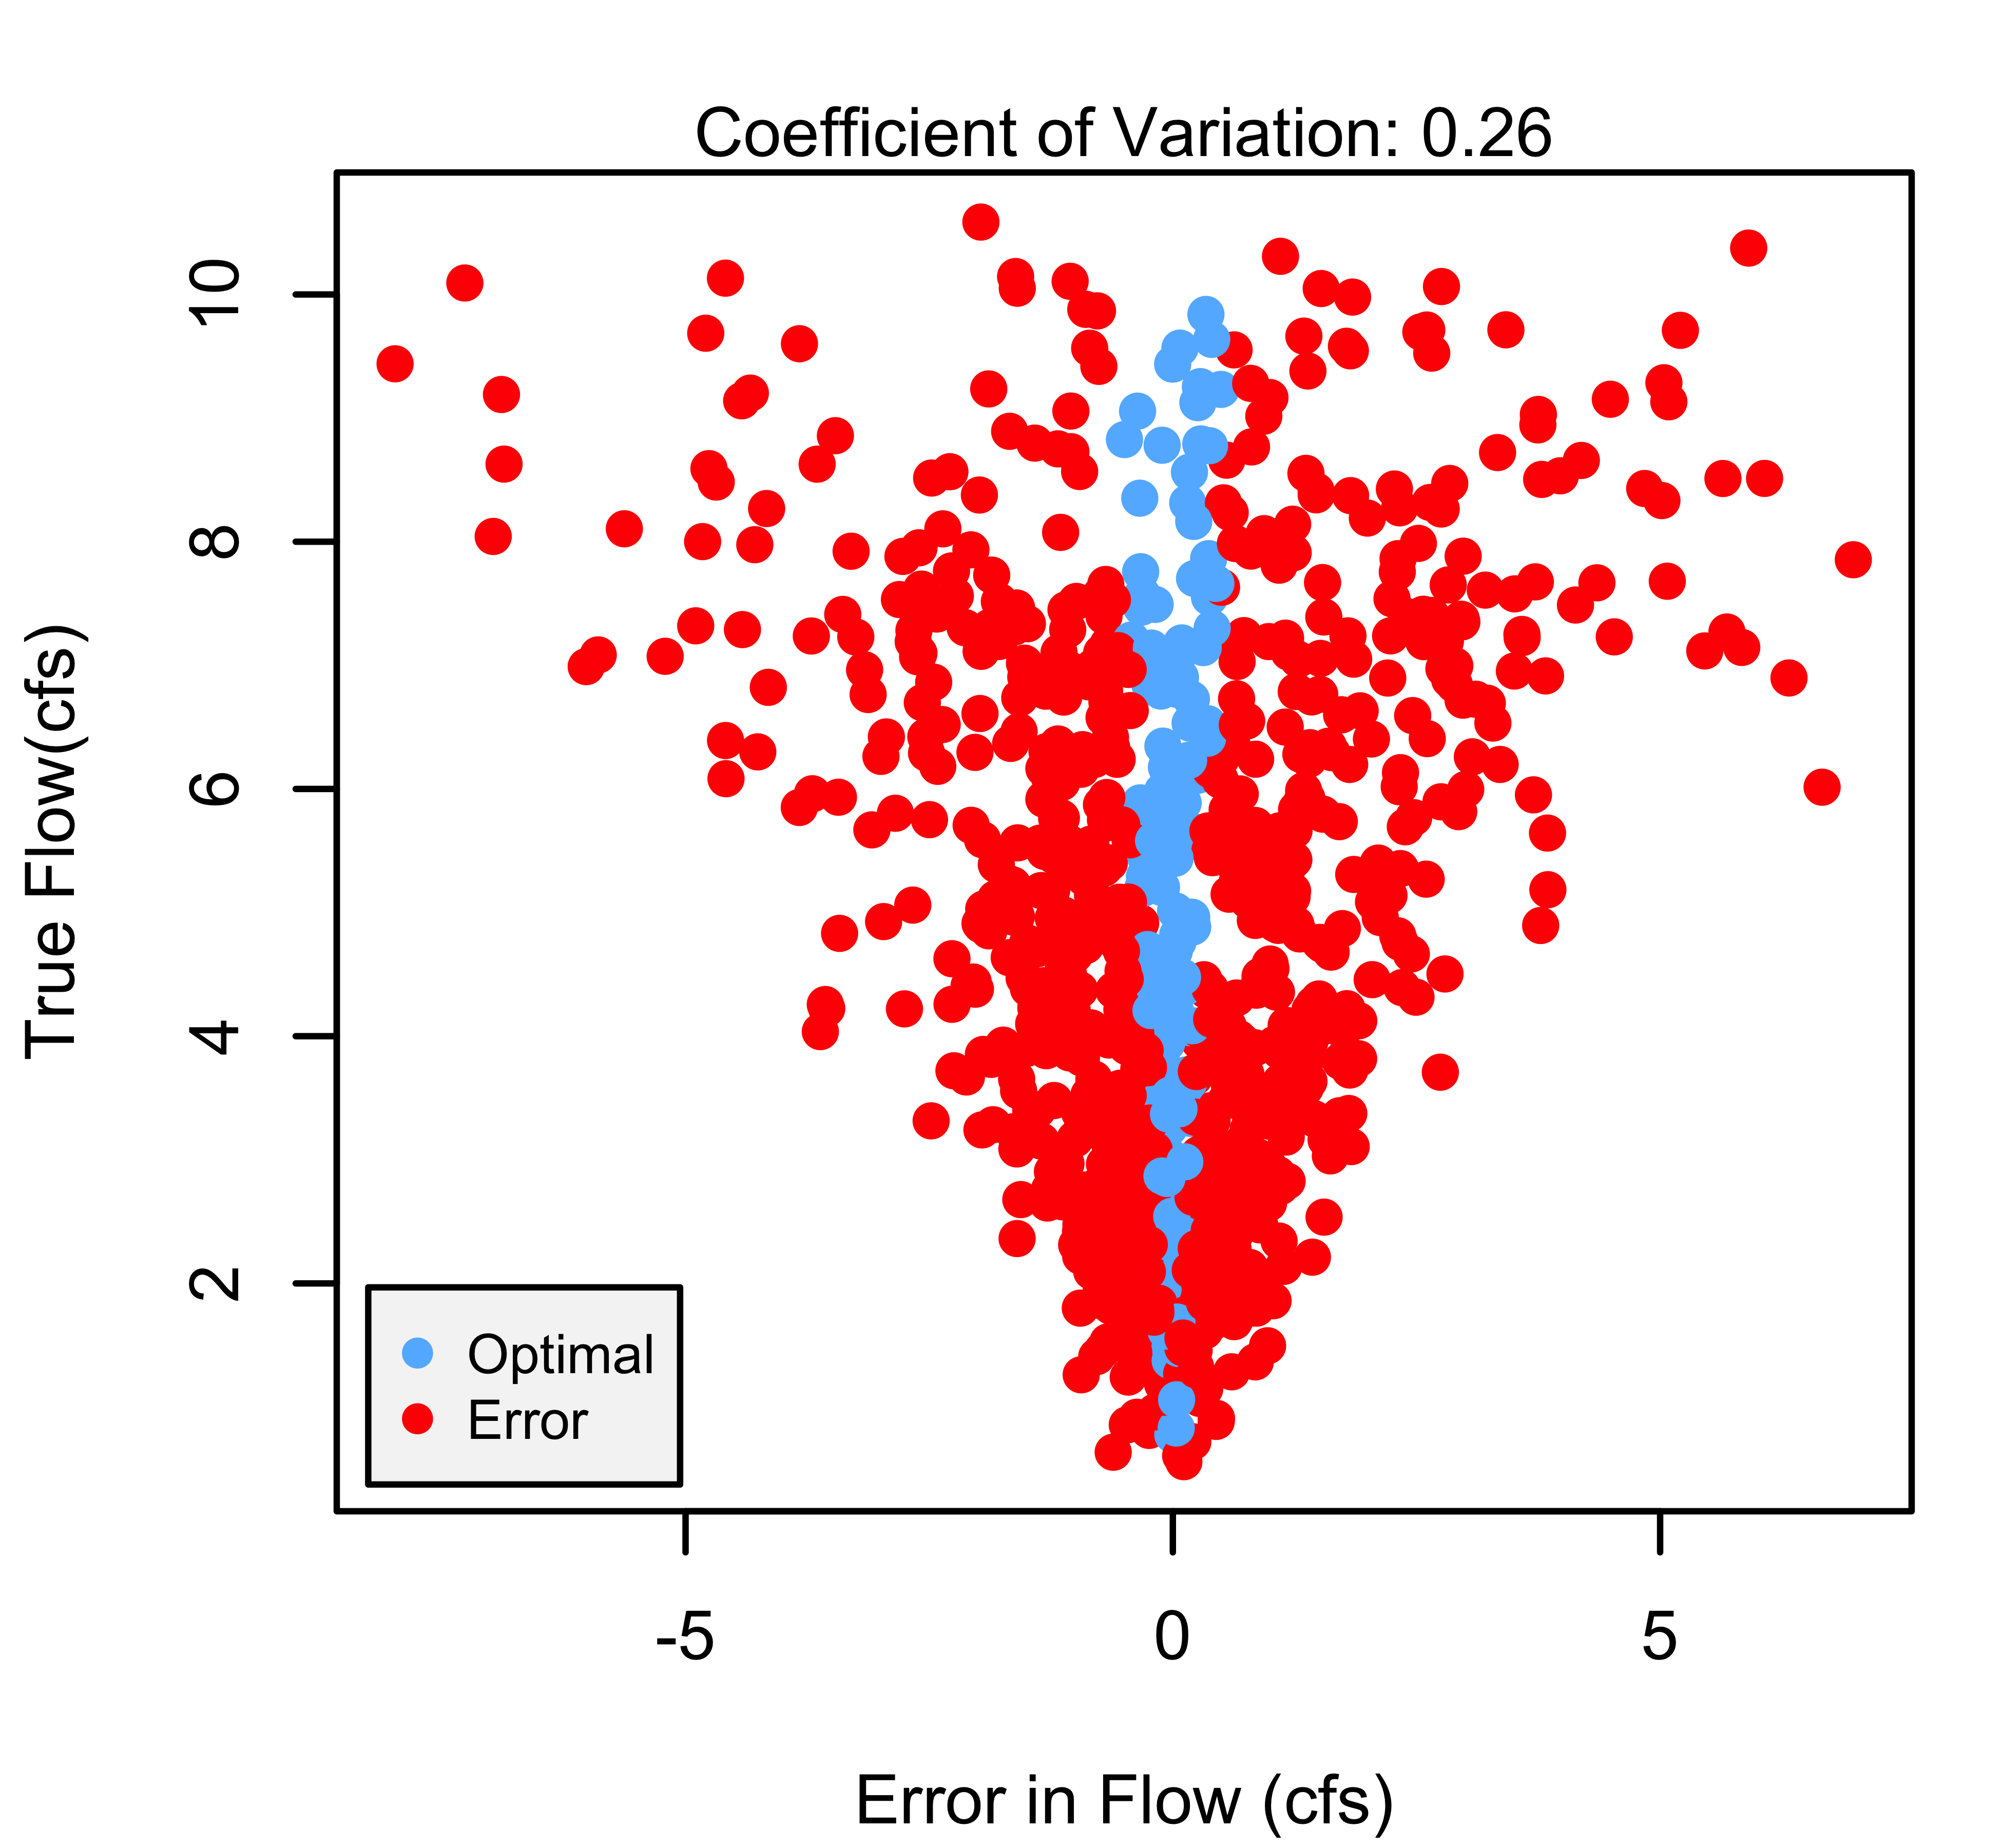 Coefficient of Variation: 0.26
True Flow(cfs)
10
8
6
4
2
Optimal
Error
-5 0 5
Error in Flow (cfs)